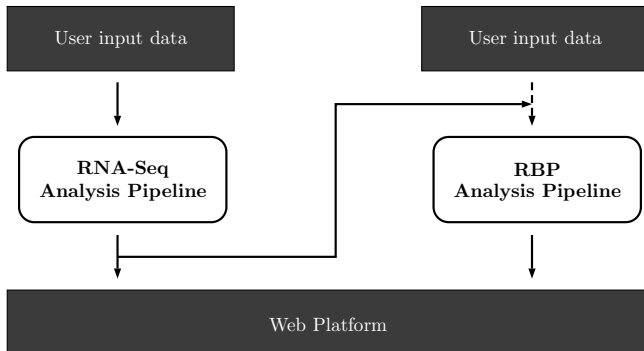 User input data
User input data
RNA-Seq
Analysis Pipeline
RBP
Analysis Pipeline
Web Platform